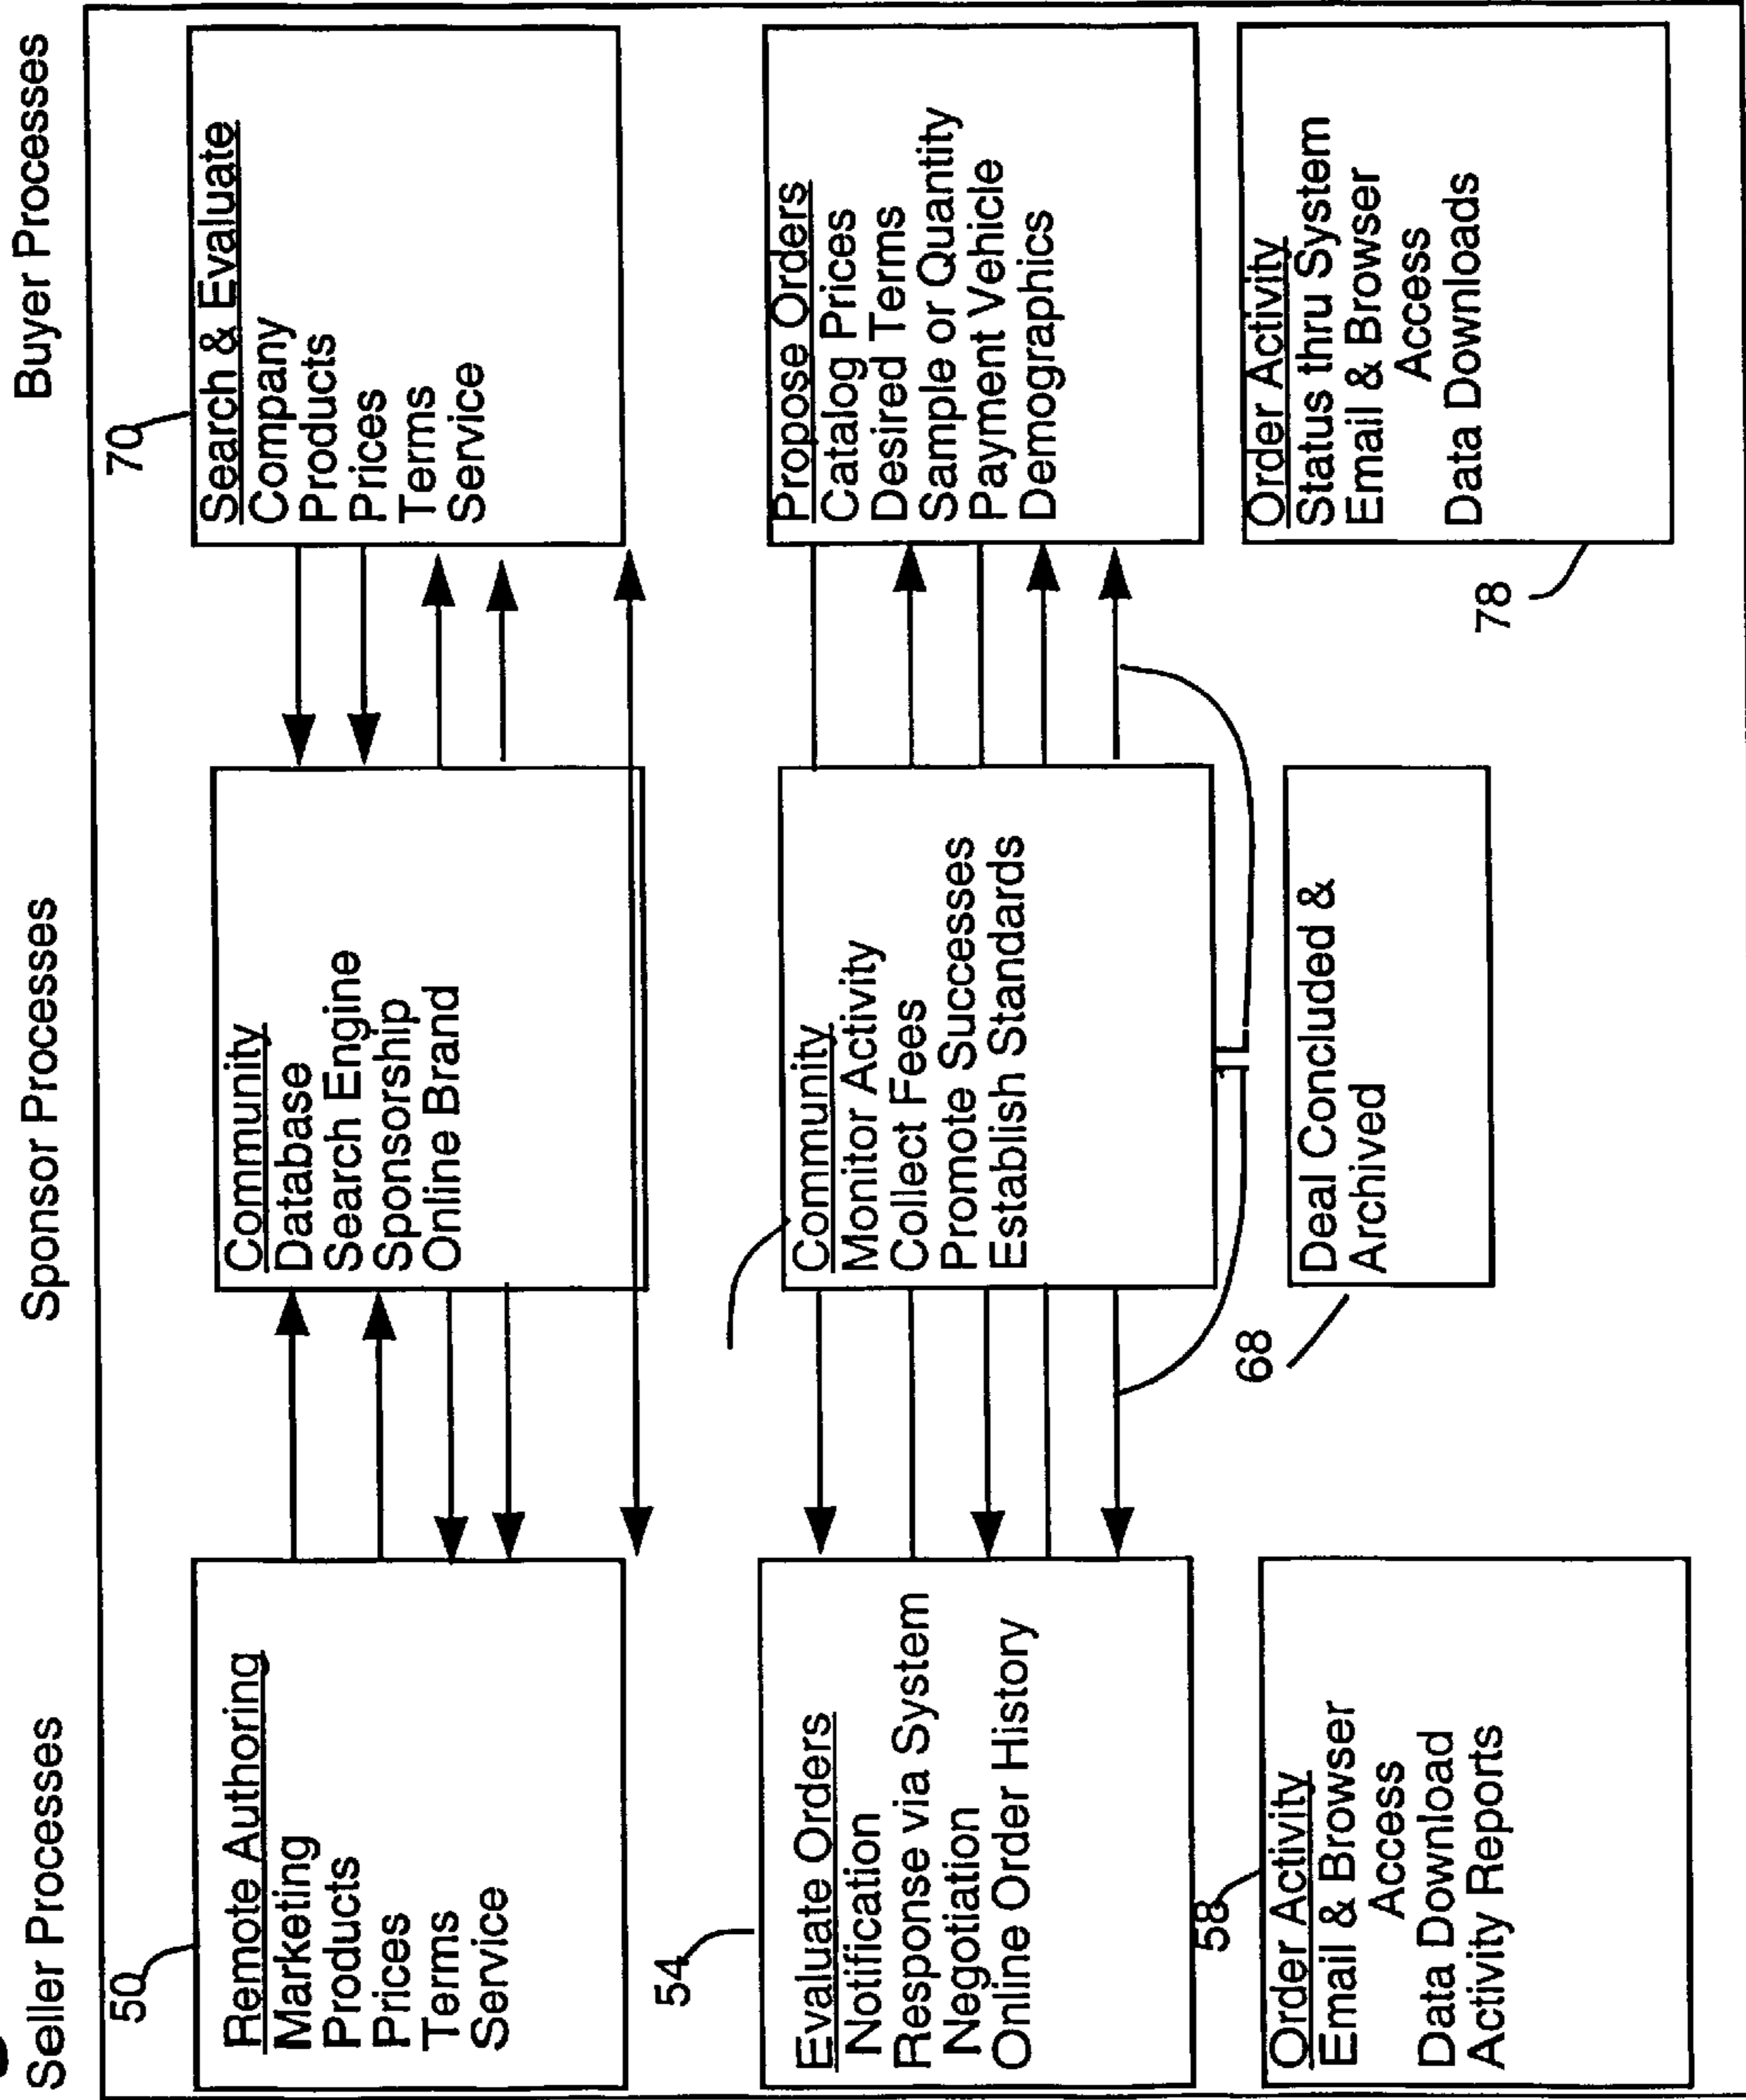 Seller Processes
Sponsor Processes
Buyer Processes
50
Remote Authoring
Marketing
Products
Prices
Terms
Service
Community
Database
Search Engine
Sponsorship
Online Brand
70
Search & Evaluate
Company
Products
Prices
Terms
Service
54
Evaluate Orders
Notification
Response via System
Negotiation
Online Order History
Community
Monitor Activity
Collect Fees
Promote Successes
Establish Standards
Propose Orders
Catalog Prices
Desired Terms
Sample or Quantity
Payment Vehicle
Demographics
58
Order Activity
Email & Browser
Access
Data Download
Activity Reports
68
Deal Concluded &
Archived
78
Order Activity
Status thru System
Email & Browser
Access
Data Downloads